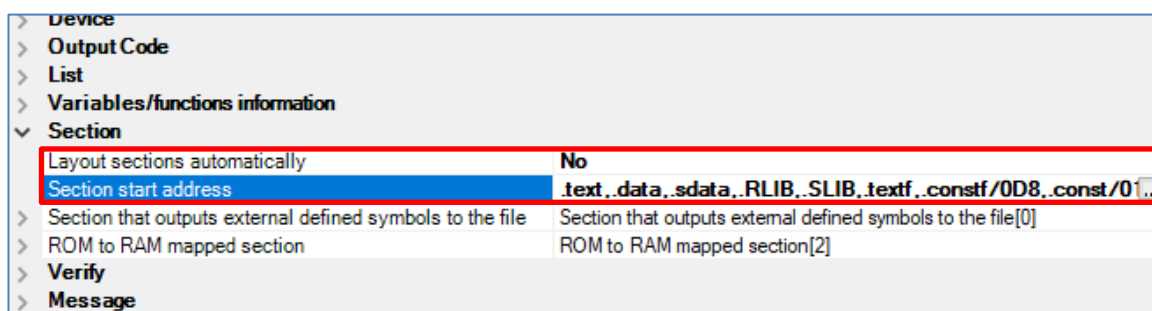 Device
Output Code
List
Variables/functions information
Section
Layout sections automatically No
Section start address .text,.data,.sdata,.RLIB,.SLIB,.textf,.constf/0D8,.const/01...
Section that outputs external defined symbols to the file Section that outputs external defined symbols to the file[0]
ROM to RAM mapped section ROM to RAM mapped section[2]
Verify
Message